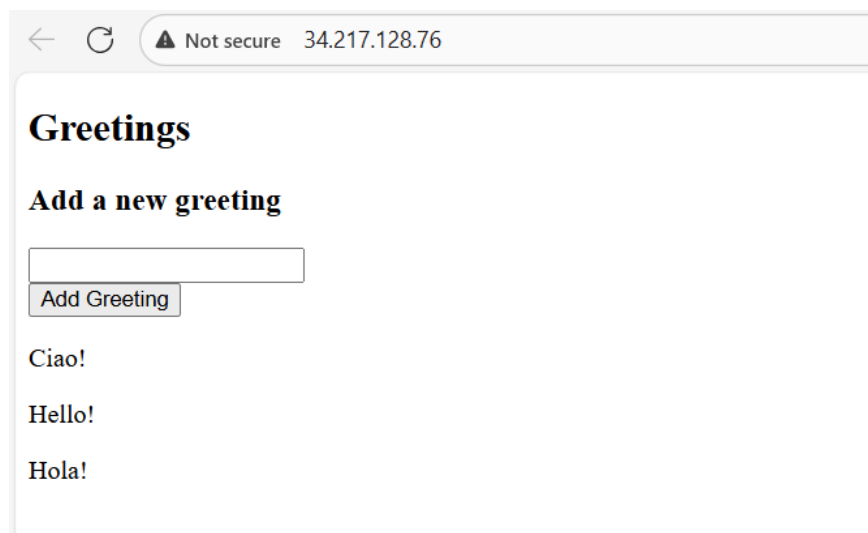 Not secure 34.217.128.76
Greetings
Add a new greeting
Add Greeting
Ciao!
Hello!
Hola!